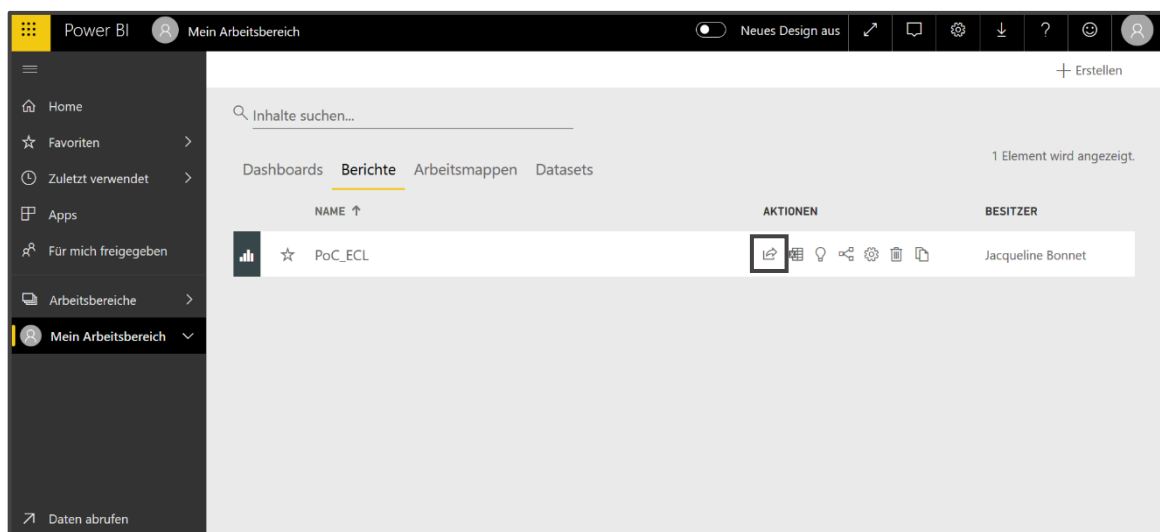 Power BI Mein Arbeitsbereich Neues Design aus ?
Erstellen
Home
Favoriten
Zuletzt verwendet
Apps
Für mich freigegeben
Arbeitsbereiche
Mein Arbeitsbereich
Daten abrufen
Inhalte suchen...
1 Element wird angezeigt.
Dashboards Berichte Arbeitsmappen Datasets
NAME ↑ AKTIONEN BESITZER
PoC_ECL Jacqueline Bonnet